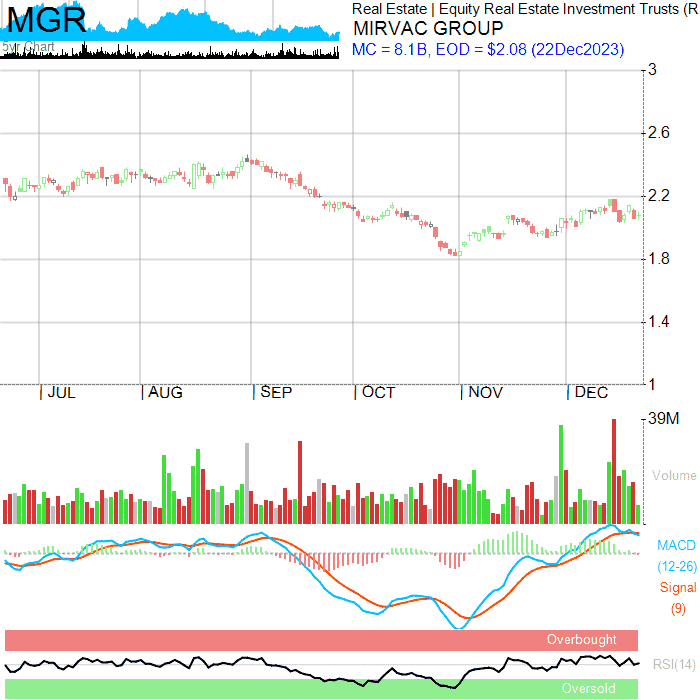 MGR
5yr Chart
Real Estate | Equity Real Estate Investment Trusts (R
MIRVAC GROUP
MC = 8.1B, EOD = $2.08 (22Dec2023)
3
2.6
2.2
1.8
1.4
1
| JUL | AUG | SEP | OCT | NOV | DEC
39M
Volume
MACD
(12-26)
Signal
(9)
Overbought
RSI(14)
Oversold